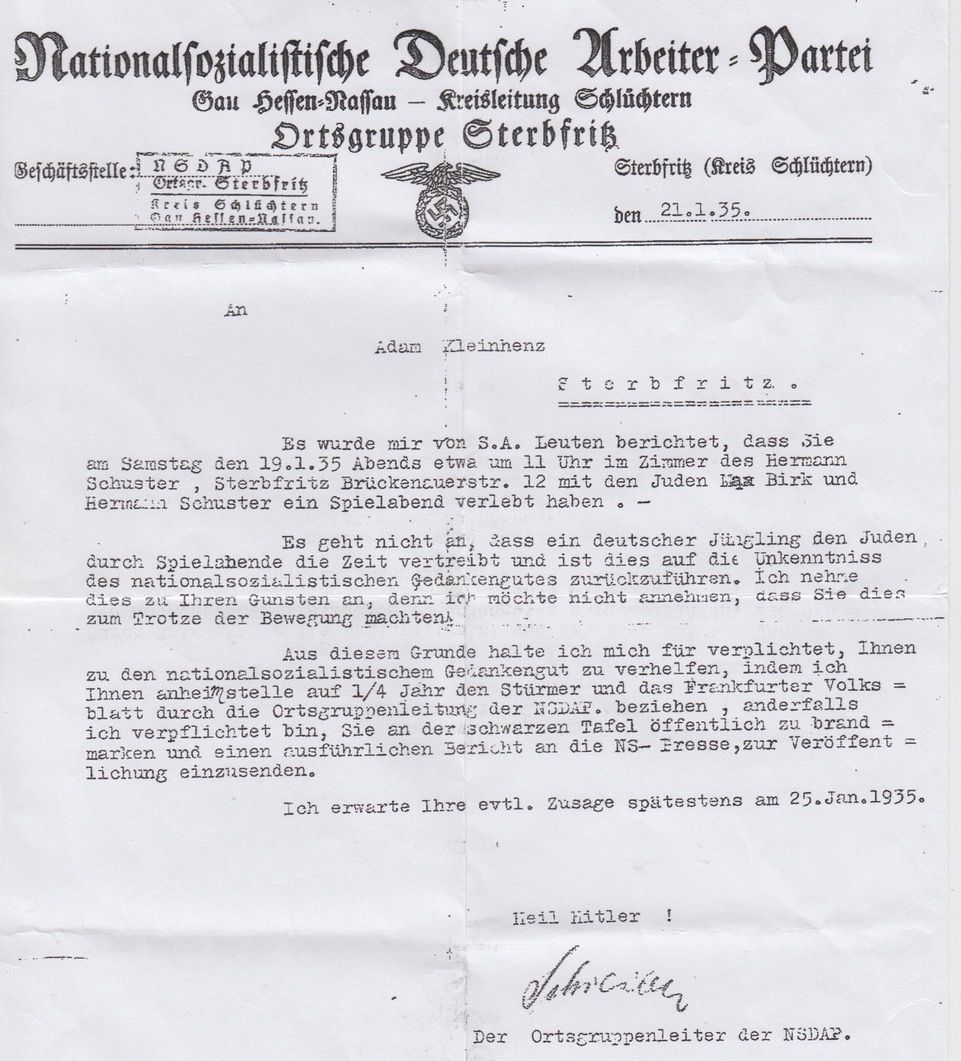 Nationalsozialistische Deutsche Arbeiter-Partei
Gau Hessen-Nassau — Kreisleitung Schlüchtern
Ortsgruppe Sterbfritz
Geschäftsstelle:
NSDAP
Ortsgr. Sterbfritz
Kreis Schlüchtern
Gau Hessen-Nassau.
Sterbfritz (Kreis Schlüchtern)
den 21.1.35.
An
Adam Kleinhenz
Sterbfritz.
Es wurde mir von S.A. Leuten berichtet, dass Sie
am Samstag den 19.1.35 Abends etwa um 11 Uhr im Zimmer des Hermann
Schuster , Sterbfritz Brückenauerstr. 12 mit den Juden Max Birk und
Hermann Schuster ein Spielabend verlebt haben . —
Es geht nicht an, dass ein deutscher Jüngling den Juden,
durch Spielabende die Zeit vertreibt und ist dies auf die Unkenntniss
des nationalsozialistischen Gedankengutes zurückzuführen. Ich nehme
dies zu Ihren Gunsten an, denn ich möchte nicht annehmen, dass Sie dies
zum Trotze der Bewegung machten.
Aus diesem Grunde halte ich mich für verplichtet, Ihnen
zu den nationalsozialistischem Gedankengut zu verhelfen, indem ich
Ihnen anheimstelle auf 1/4 Jahr den Stürmer und das Frankfurter Volks =
blatt durch die Ortsgruppenleitung der NSDAP. beziehen , anderfalls
ich verpflichtet bin, Sie an der schwarzen Tafel öffentlich zu brand =
marken und einen ausführlichen Bericht an die NS- Presse,zur Veröffent =
lichung einzusenden.
Ich erwarte Ihre evtl. Zusage spätestens am 25.Jan.1935.
Heil Hitler !
Der Ortsgruppenleiter der NSDAP.